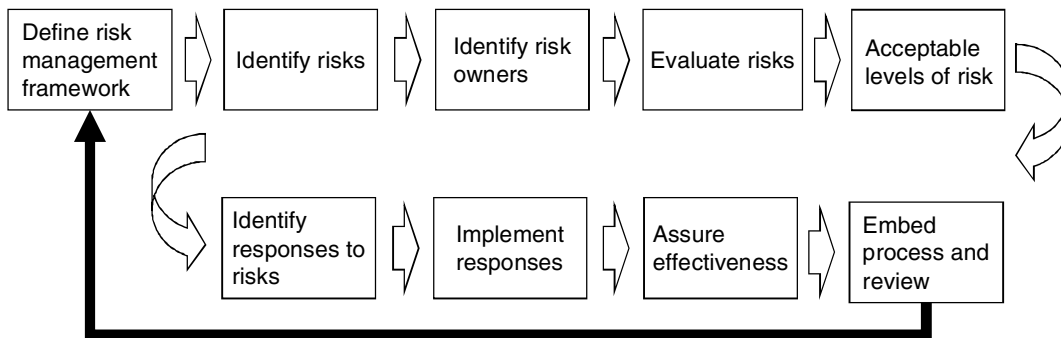 Define risk
management
framework
Identify risks
Identify risk
owners
Evaluate risks
Acceptable
levels of risk
Identify
responses to
risks
Implement
responses
Assure
effectiveness
Embed
process and
review